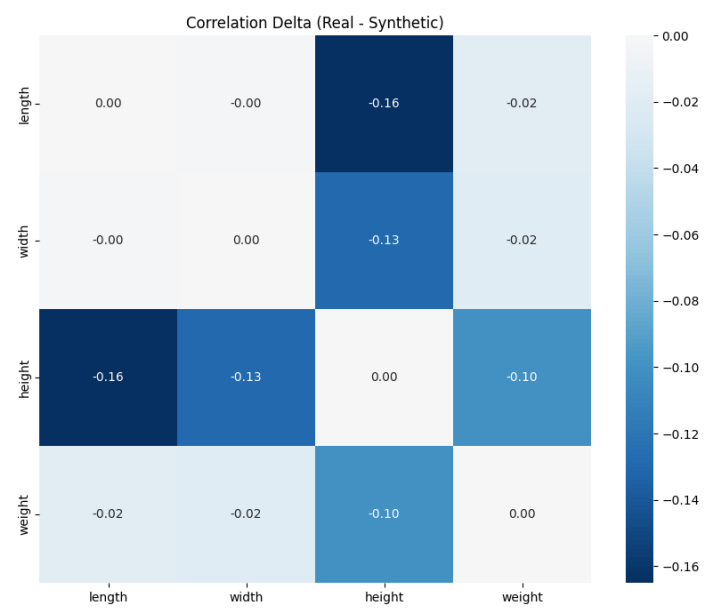 Correlation Delta (Real - Synthetic)
length
0.00 -0.00 -0.16 -0.02
width
-0.00 0.00 -0.13 -0.02
height
-0.16 -0.13 0.00 -0.10
weight
-0.02 -0.02 -0.10 0.00
length width height weight
0.00
−0.02
−0.04
−0.06
−0.08
−0.10
−0.12
−0.14
−0.16